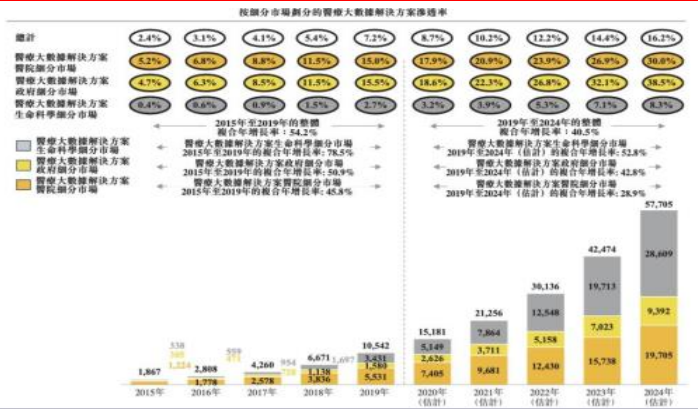 按細分市場劃分的醫療大數據解決方案滲透率
總計 2.4% 3.1% 4.1% 5.4% 7.2% 8.7% 10.2% 12.2% 14.4% 16.2%
醫療大數據解決方案
醫院細分市場 5.2% 6.8% 8.8% 11.5% 15.0% 17.9% 20.9% 23.9% 26.9% 30.0%
醫療大數據解決方案
政府細分市場 4.7% 6.3% 8.5% 11.5% 15.5% 18.6% 22.3% 26.8% 32.1% 38.5%
醫療大數據解決方案
生命科學細分市場 0.4% 0.6% 0.9% 1.5% 2.7% 3.2% 3.9% 5.3% 7.1% 8.3%
2015年至2019年的整體
複合年增長率：54.2%
2019年至2024年的整體
複合年增長率：40.5%
醫療大數據解決方案
生命科學細分市場
醫療大數據解決方案
政府細分市場
醫療大數據解決方案
醫院細分市場
醫療大數據解決方案生命科學細分市場
2015年至2019年的複合年增長率: 78.5%
醫療大數據解決方案政府細分市場
2015年至2019年的複合年增長率: 50.9%
醫療大數據解決方案醫院細分市場
2015年至2019年的複合年增長率: 45.8%
醫療大數據解決方案生命科學細分市場
2019年至2024年（估計）的複合年增長率: 52.8%
醫療大數據解決方案政府細分市場
2019年至2024年（估計）的複合年增長率: 42.8%
醫療大數據解決方案醫院細分市場
2019年至2024年（估計）的複合年增長率: 28.9%
1,867
338
305
1,224
2,808
1,778
559
471
4,260
2,578
954
728
6,671
1,138
3,836
1,697
10,542
3,431
1,580
5,531
15,181
5,149
2,626
7,405
21,256
7,864
3,711
9,681
30,136
12,548
5,158
12,430
42,474
19,713
7,023
15,738
57,705
28,609
9,392
19,705
2015年 2016年 2017年 2018年 2019年 2020年 2021年 2022年 2023年 2024年
(估計) (估計) (估計) (估計) (估計)